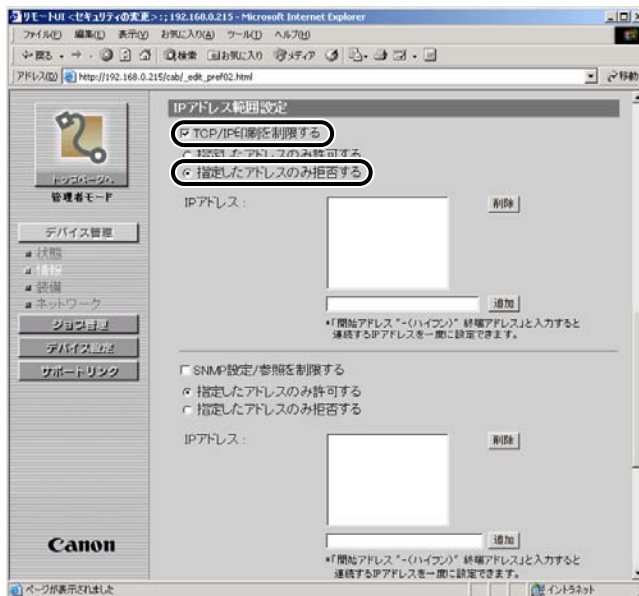 リモートUI <セキュリティの変更>:; 192.168.0.215 - Microsoft Internet Explorer
ファイル(F) 編集(E) 表示(V) お気に入り(A) ツール(T) ヘルプ(H)
戻る 検索 お気に入り メディア
アドレス(D) http://192.168.0.215/cab/_edt_pref02.html 移動
IPアドレス範囲設定
TCP/IP印刷を制限する
指定したアドレスのみ許可する
指定したアドレスのみ拒否する
IPアドレス:
削除
追加
*「開始アドレス "-(ハイフン)" 終端アドレス」と入力すると
連続するIPアドレスを一度に設定できます。
SNMP設定/参照を制限する
指定したアドレスのみ許可する
指定したアドレスのみ拒否する
IPアドレス:
削除
追加
*「開始アドレス "-(ハイフン)" 終端アドレス」と入力すると
連続するIPアドレスを一度に設定できます。
トップページへ
管理者モード
デバイス管理
状態
情報
装備
ネットワーク
ジョブ管理
デバイス設定
サポートリンク
Canon
ページが表示されました
イントラネット